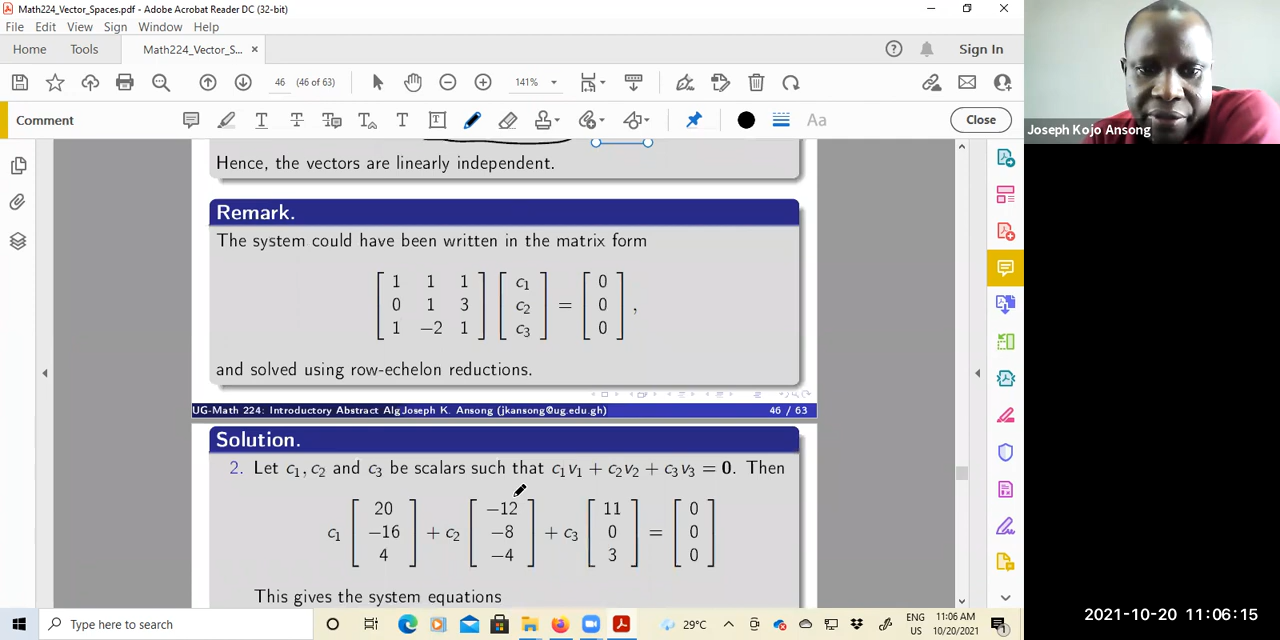 Math224_Vector_Spaces.pdf - Adobe Acrobat Reader DC (32-bit)
File Edit View Sign Window Help
Home Tools Math224_Vector_S... × Sign In
46 (46 of 63) 141%
Comment Aa Close
Joseph Kojo Ansong
Hence, the vectors are linearly independent.
Remark.
The system could have been written in the matrix form
[ 1 1 1 ] [ c₁ ] [ 0 ]
[ 0 1 3 ] [ c₂ ] = [ 0 ] ,
[ 1 −2 1 ] [ c₃ ] [ 0 ]
and solved using row-echelon reductions.
UG-Math 224: Introductory Abstract AlgJoseph K. Ansong (jkansong@ug.edu.gh) 46 / 63
Solution.
2. Let c₁, c₂ and c₃ be scalars such that c₁v₁ + c₂v₂ + c₃v₃ = 0. Then
[ 20 ] [ −12 ] [ 11 ] [ 0 ]
c₁ [ −16 ] + c₂ [ −8 ] + c₃ [ 0 ] = [ 0 ]
[ 4 ] [ −4 ] [ 3 ] [ 0 ]
This gives the system equations
2021-10-20 11:06:15
Type here to search 29°C ENG US 11:06 AM 10/20/2021